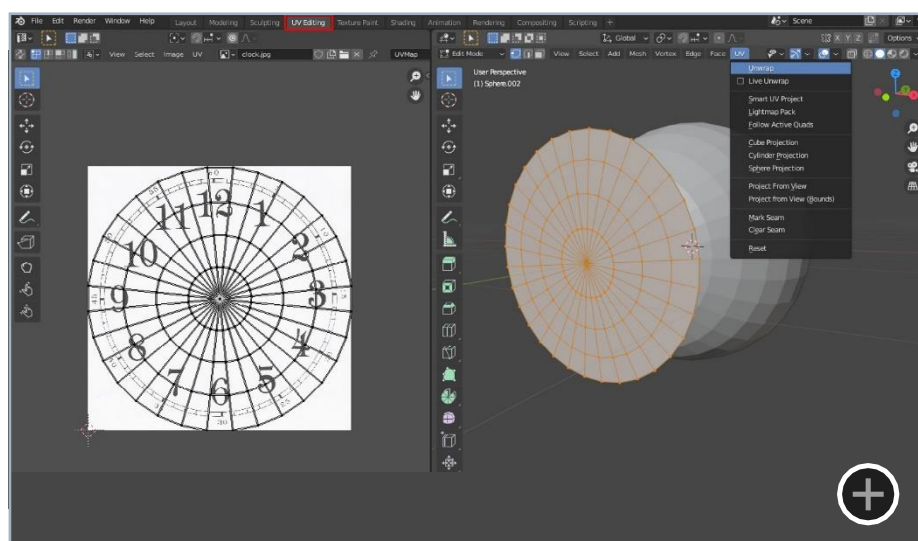 File Edit Render Window Help Layout Modeling Sculpting UV Editing Texture Paint Shading Animation Rendering Compositing Scripting + Scene
Global Options
View Select Image UV clock.jpg UVMap
Edit Mode View Select Add Mesh Vertex Edge Face UV
User Perspective
(1) Sphere.002
Unwrap
Live Unwrap
Smart UV Project
Lightmap Pack
Follow Active Quads
Cube Projection
Cylinder Projection
Sphere Projection
Project From View
Project from View (Bounds)
Mark Seam
Clear Seam
Reset
60
12
1
2
3
4
5
6
7
8
9
10
11
30
X Y Z
Z